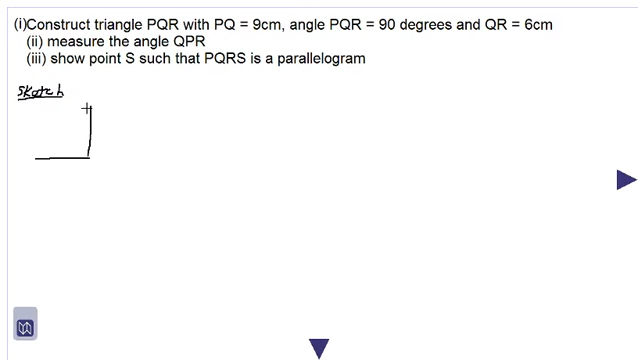 (i)Construct triangle PQR with PQ = 9cm, angle PQR = 90 degrees and QR = 6cm
(ii) measure the angle QPR
(iii) show point S such that PQRS is a parallelogram
Sketch